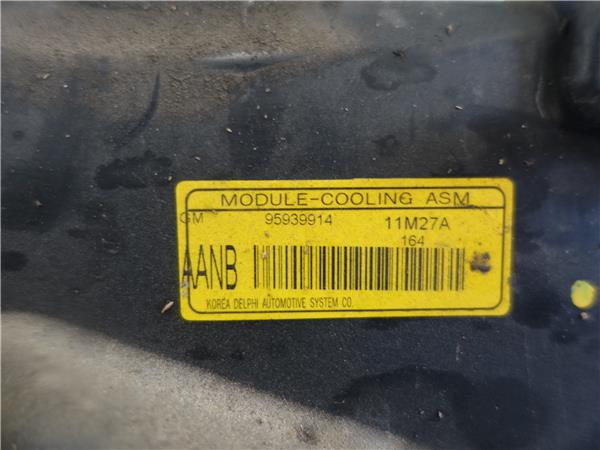 MODULE-COOLING ASM
GM 95939914 11M27A
164
AANB
KOREA DELPHI AUTOMOTIVE SYSTEM CO.